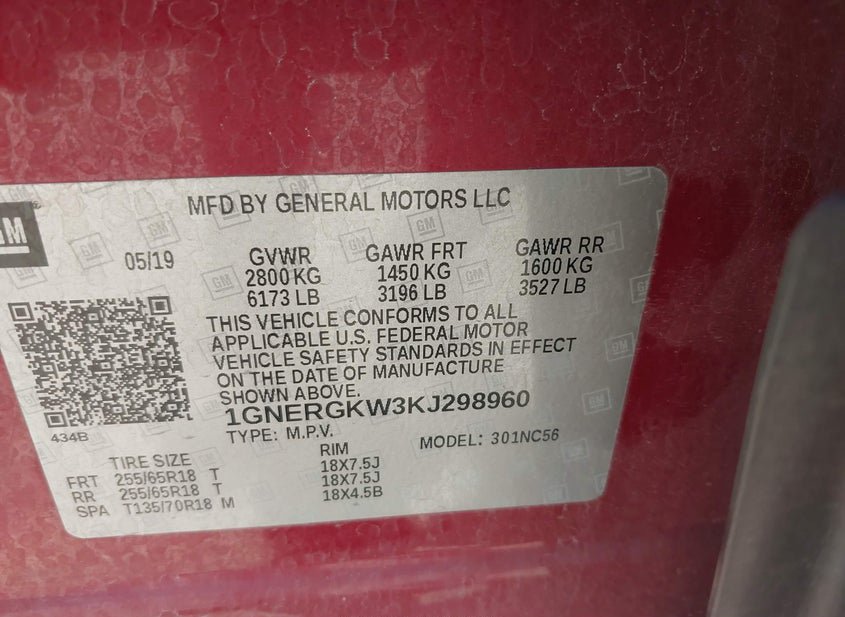 GM
MFD BY GENERAL MOTORS LLC
05/19
GVWR GAWR FRT GAWR RR
2800 KG 1450 KG 1600 KG
6173 LB 3196 LB 3527 LB
THIS VEHICLE CONFORMS TO ALL
APPLICABLE U.S. FEDERAL MOTOR
VEHICLE SAFETY STANDARDS IN EFFECT
ON THE DATE OF MANUFACTURE
SHOWN ABOVE.
1GNERGKW3KJ298960
434B
TYPE: M.P.V. MODEL: 301NC56
TIRE SIZE RIM
FRT 255/65R18 T 18X7.5J
RR 255/65R18 T 18X7.5J
SPA T135/70R18 M 18X4.5B